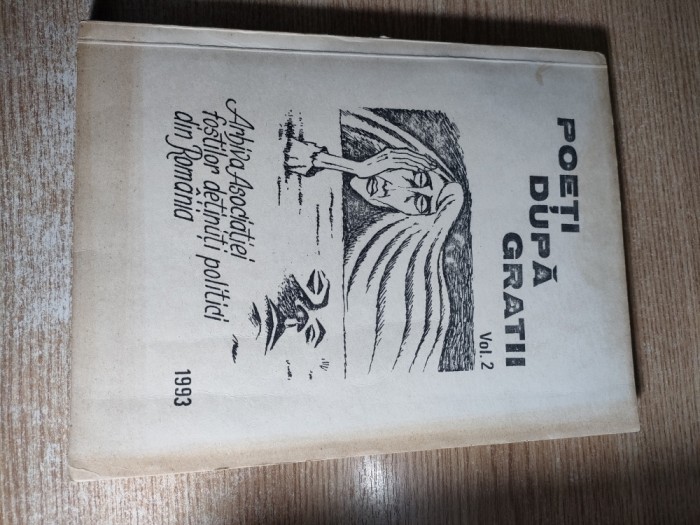 POEȚI
DUPĂ
GRATII
Vol. 2
Arhiva Asociației
foștilor deținuți politici
din România
1993